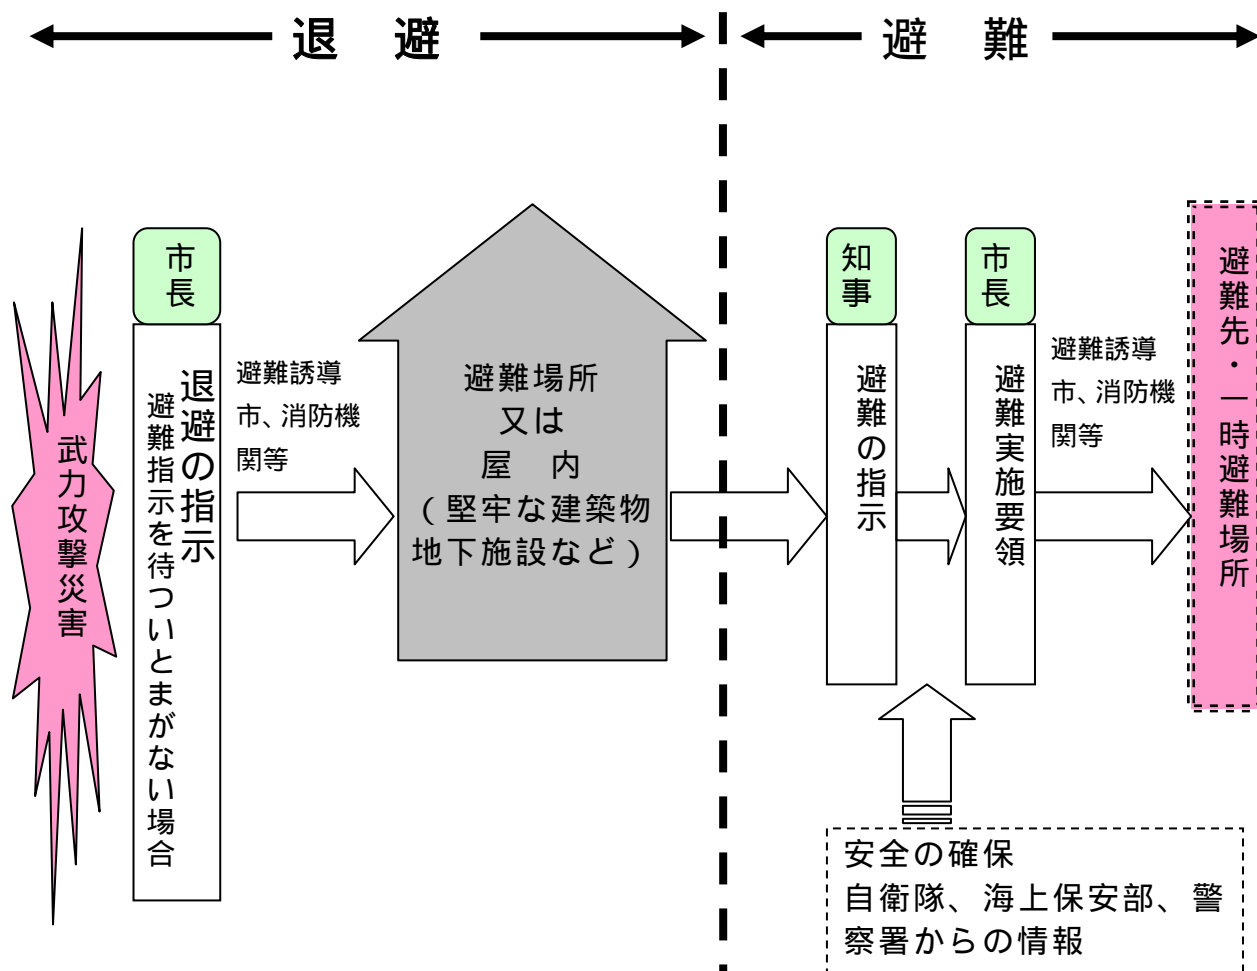 退　避
避　難
武力攻撃災害
市長
退避の指示
避難指示を待ついとまがない場合
避難誘導
市、消防機
関等
避難場所
又は
屋　内
（堅牢な建築物
地下施設など）
知事
避難の指示
市長
避難実施要領
避難誘導
市、消防機
関等
避難先・一時避難場所
安全の確保
自衛隊、海上保安部、警
察署からの情報